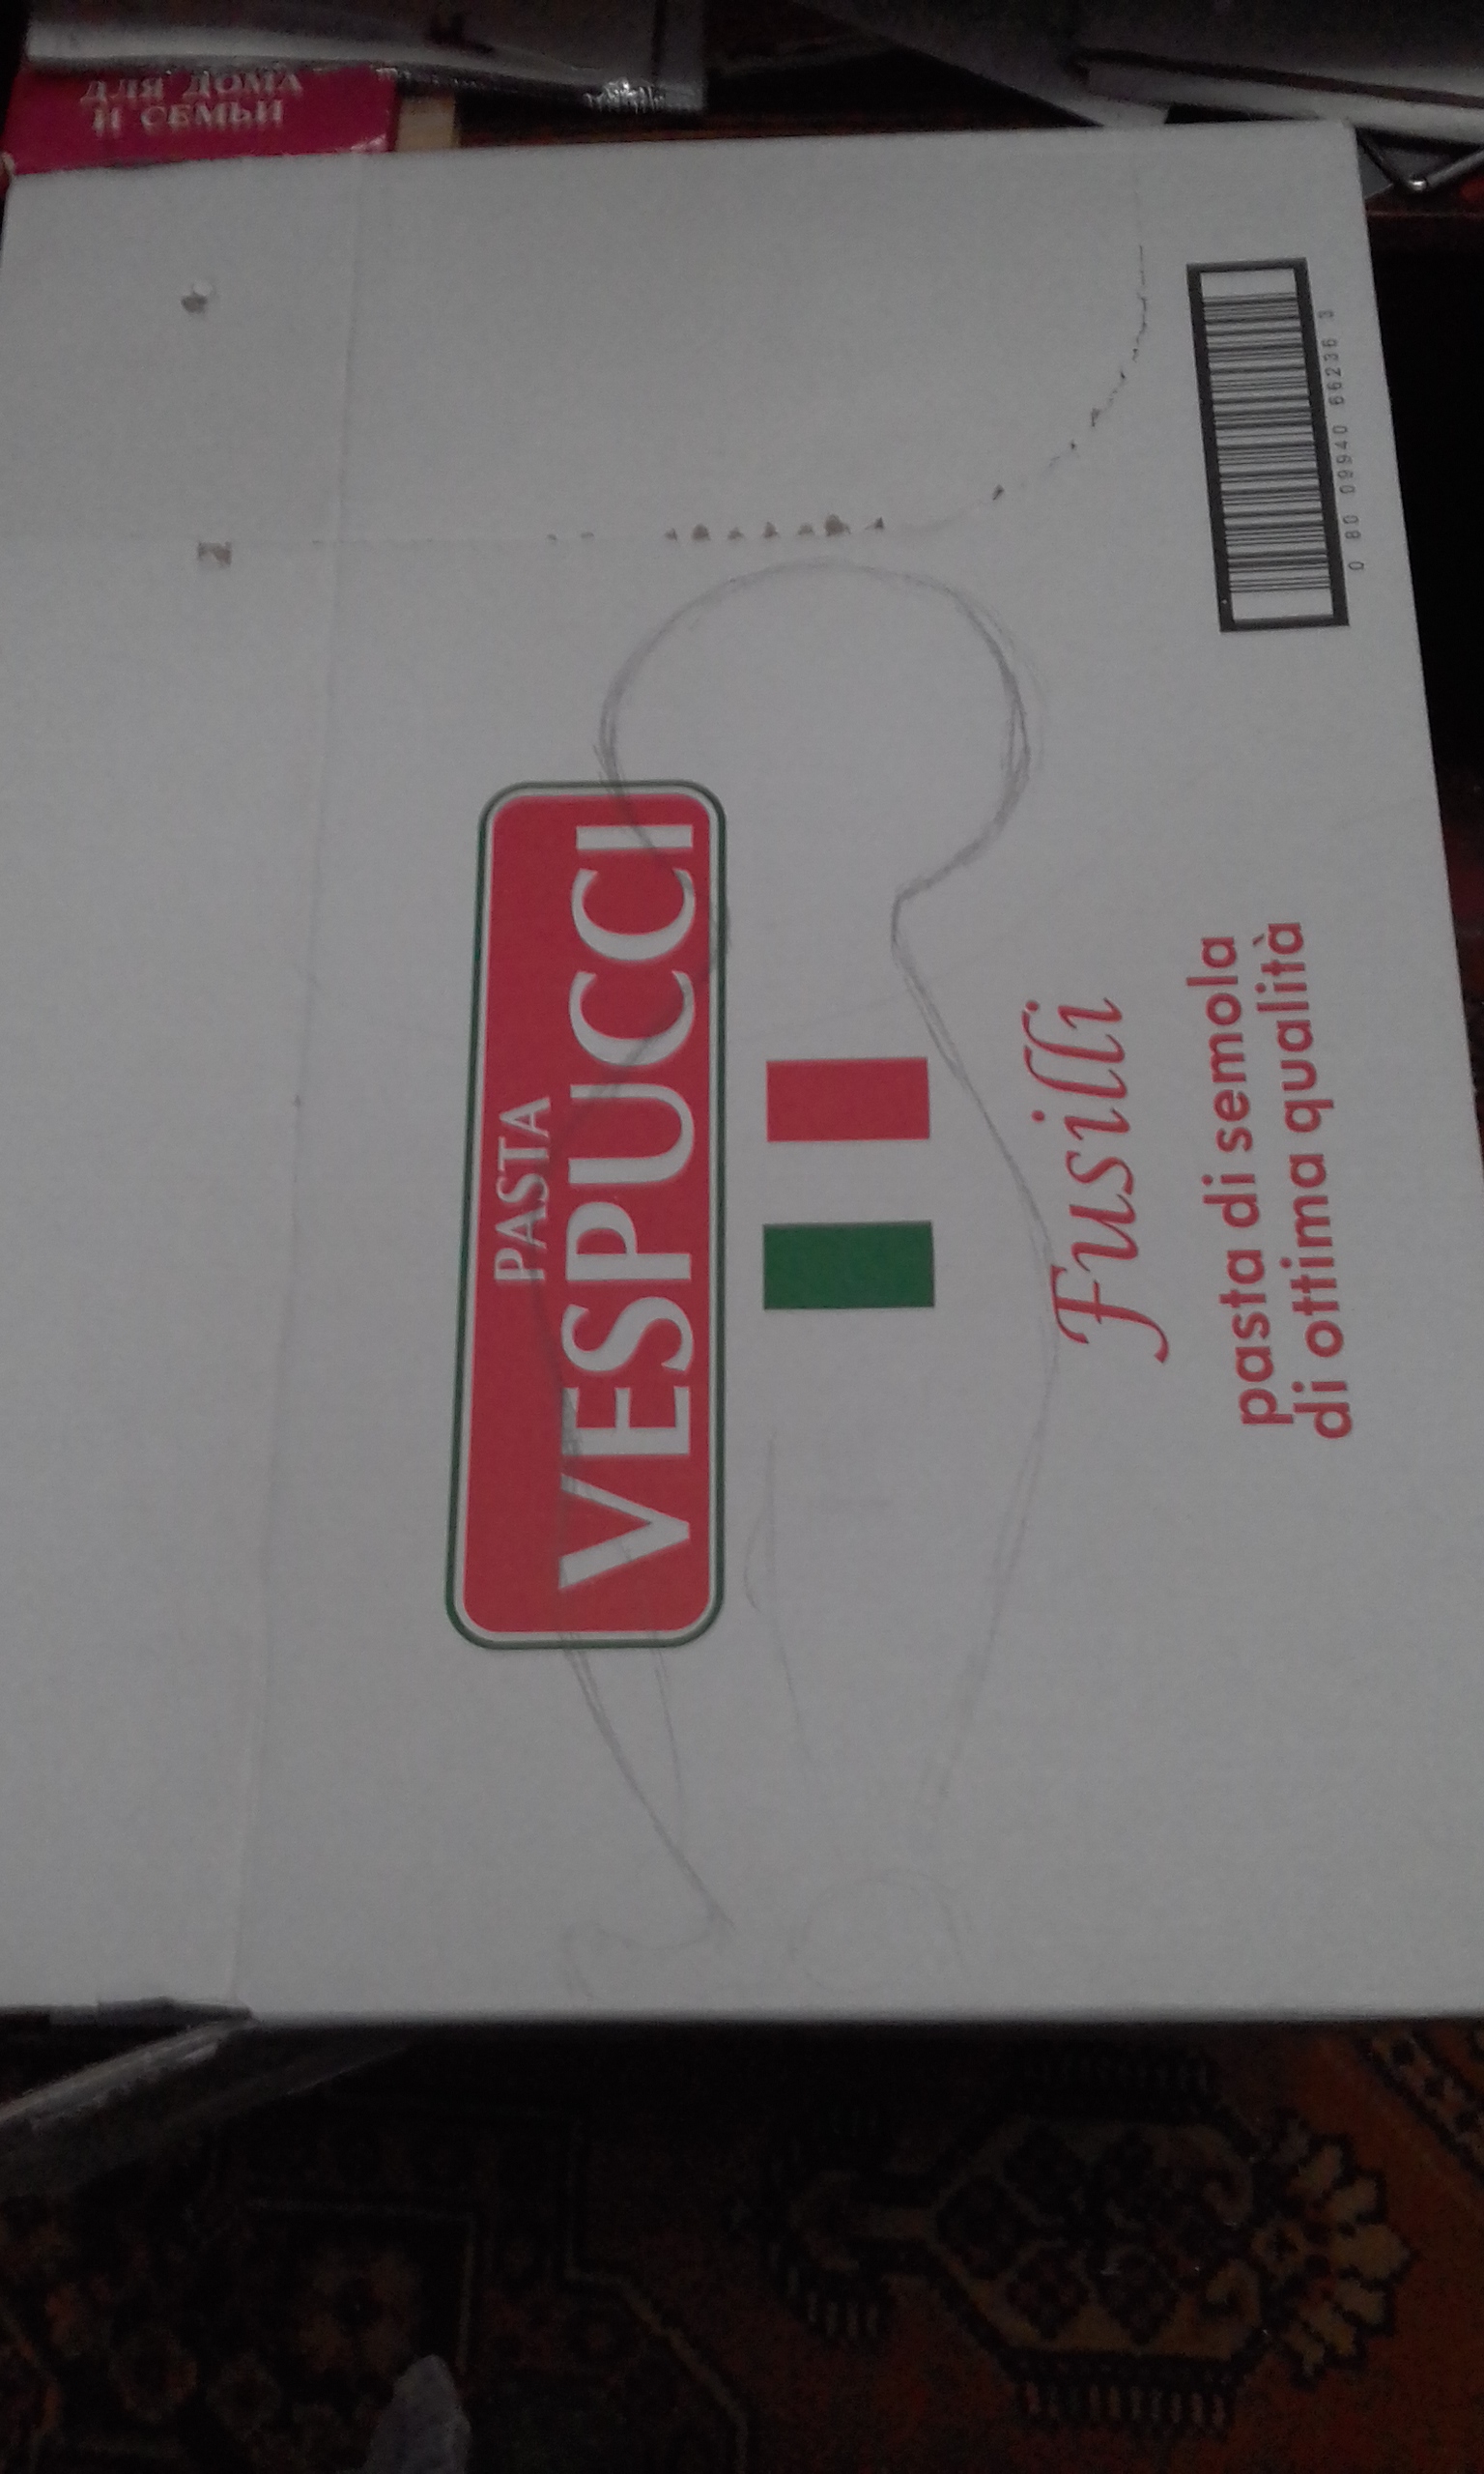 ДЛЯ ДОМА
И СЕМЬИ
PASTA
VESPUCCI
Fusilli
pasta di semola
di ottima qualità
0 80 09940 66236 3